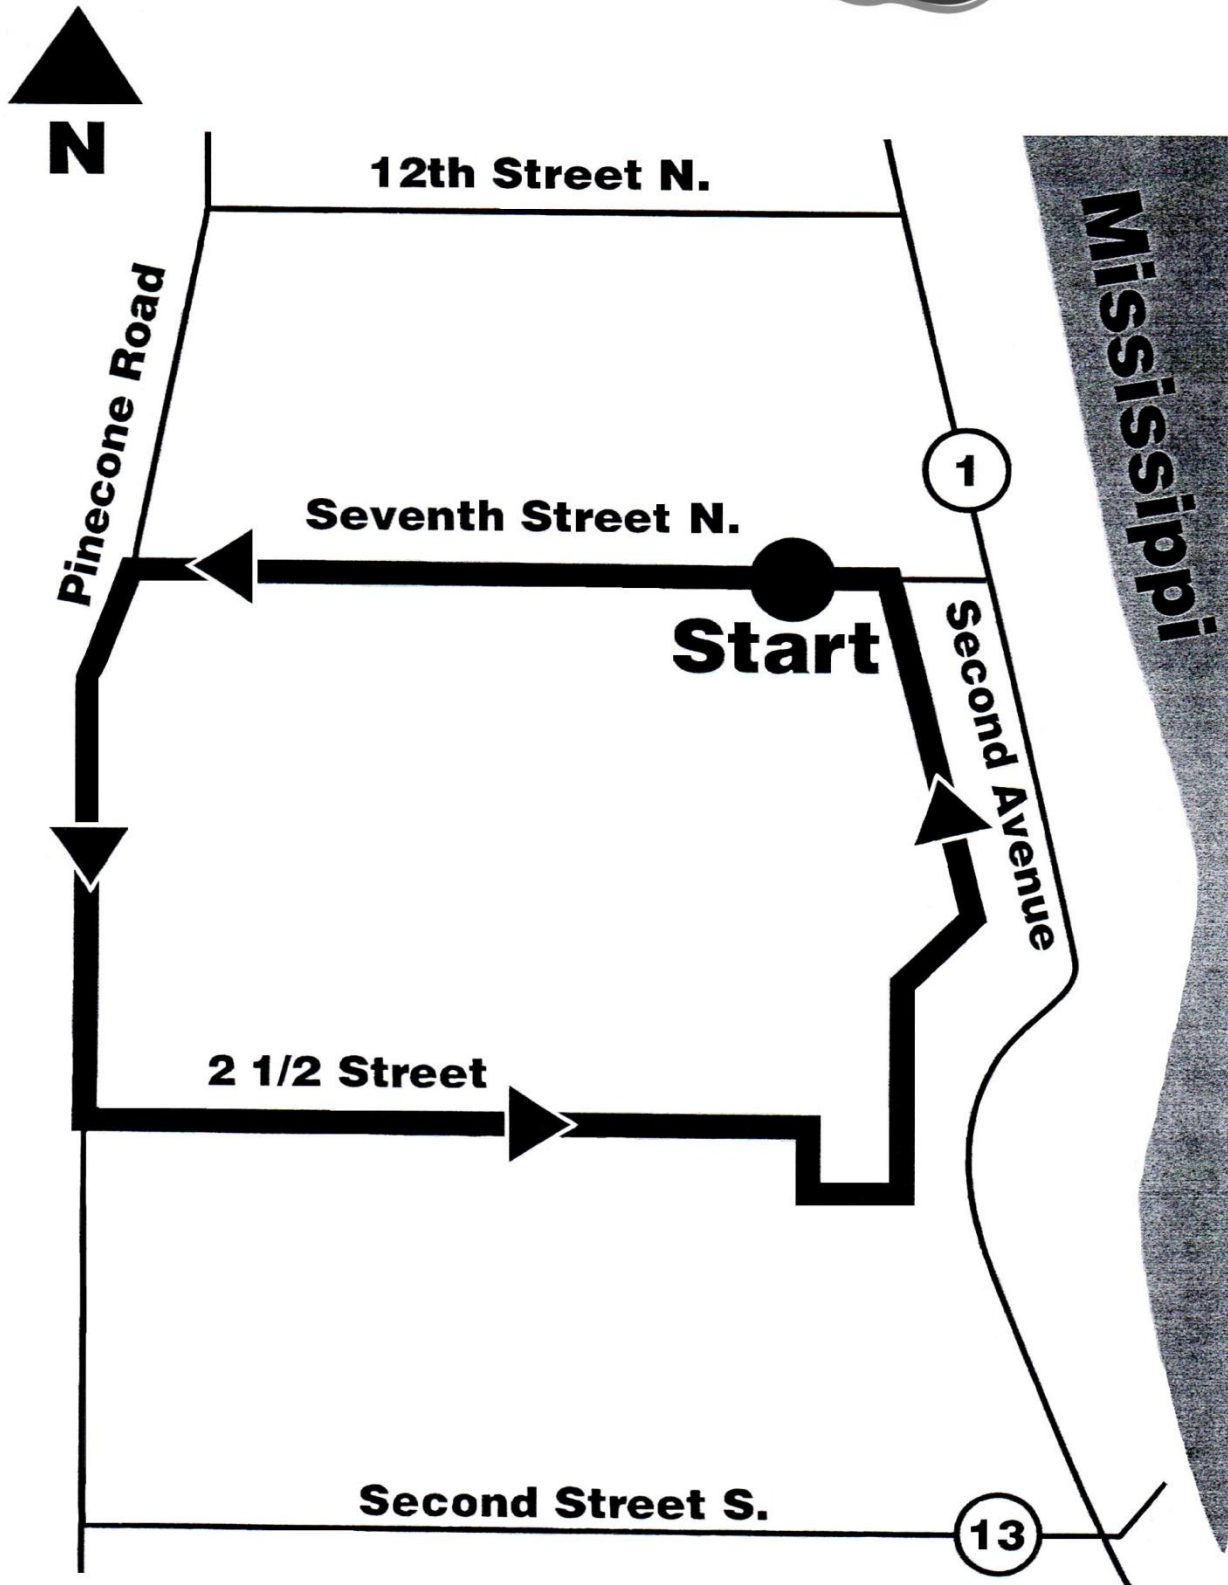 N
12th Street N.
Mississippi
Pinecone Road
1
Seventh Street N.
Start
Second Avenue
2 1/2 Street
Second Street S.
13